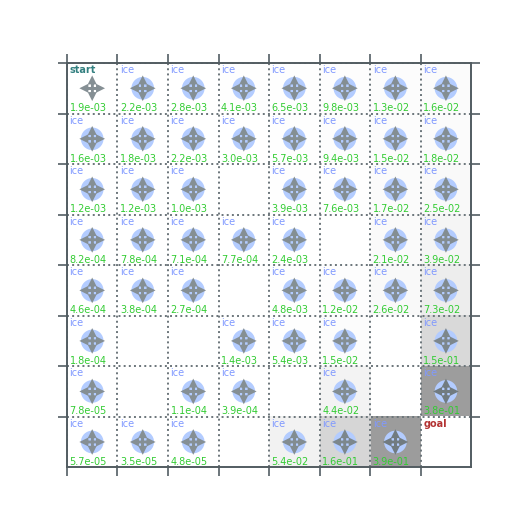 start ice ice ice ice ice ice ice
1.9e-03 2.2e-03 2.8e-03 4.1e-03 6.5e-03 9.8e-03 1.3e-02 1.6e-02
ice ice ice ice ice ice ice ice
1.6e-03 1.8e-03 2.2e-03 3.0e-03 5.7e-03 9.4e-03 1.5e-02 1.8e-02
ice ice ice ice ice ice ice
1.2e-03 1.2e-03 1.0e-03 3.9e-03 7.6e-03 1.7e-02 2.5e-02
ice ice ice ice ice ice ice
8.2e-04 7.8e-04 7.1e-04 7.7e-04 2.4e-03 2.1e-02 3.9e-02
ice ice ice ice ice ice ice
4.6e-04 3.8e-04 2.7e-04 4.8e-03 1.2e-02 2.6e-02 7.3e-02
ice ice ice ice ice
1.8e-04 1.4e-03 5.4e-03 1.5e-02 1.5e-01
ice ice ice ice
7.8e-05 1.1e-04 3.9e-04 4.4e-02
ice ice ice ice ice goal
5.7e-05 3.5e-05 4.8e-05 5.4e-02 1.6e-01